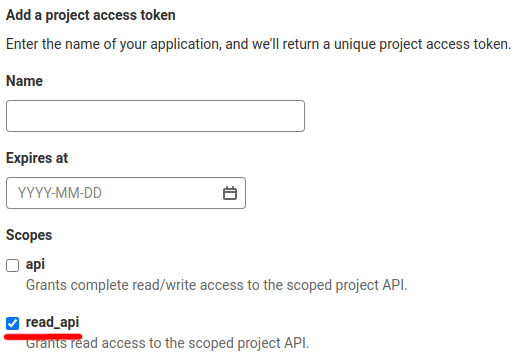 Add a project access token
Enter the name of your application, and we'll return a unique project access token.
Name
Expires at
YYYY-MM-DD
Scopes
api
Grants complete read/write access to the scoped project API.
read_api
Grants read access to the scoped project API.